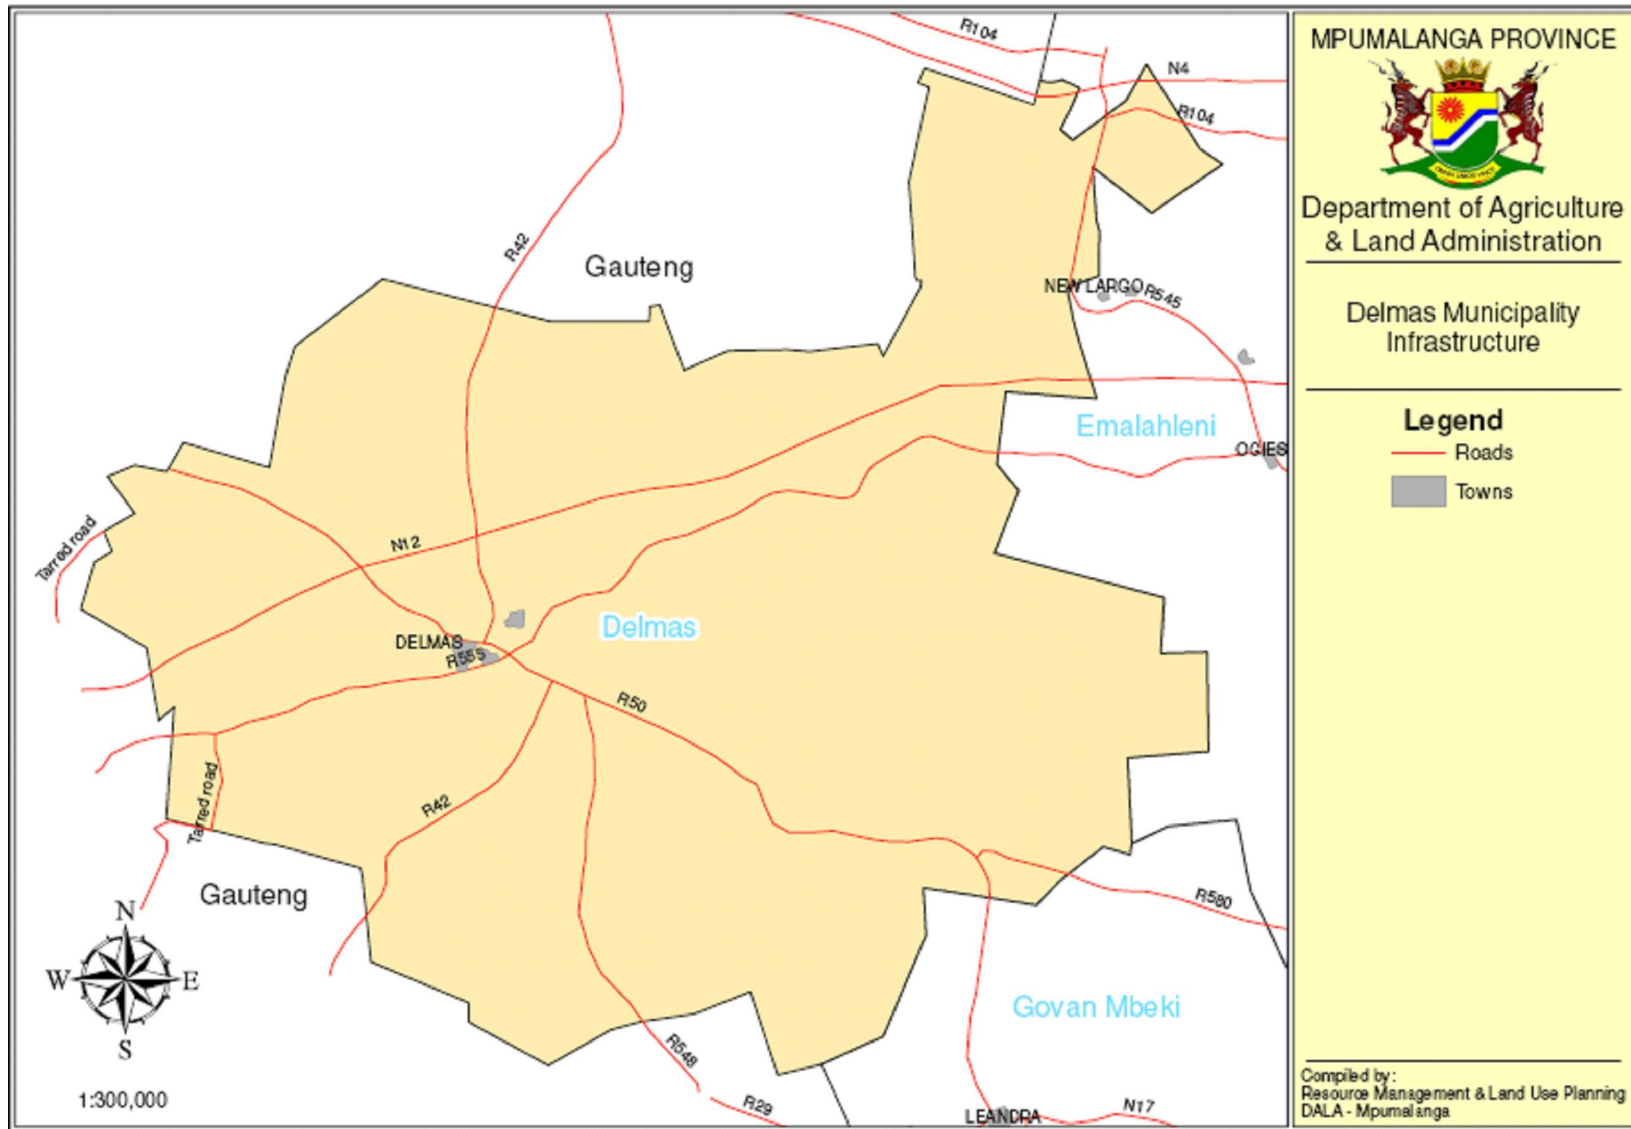 R104
N4
R104
R42
Gauteng
NEW LARGO
R545
Emalahleni
OGIES
Tarred road
N12
DELMAS
R555
Delmas
R50
R42
Tarred road
Gauteng
R580
N
W
E
S
Govan Mbeki
R548
R29
LEANDRA
N17
1:300,000
MPUMALANGA PROVINCE
Department of Agriculture
& Land Administration
Delmas Municipality
Infrastructure
Legend
Roads
Towns
Compiled by:
Resource Management & Land Use Planning
DALA - Mpumalanga